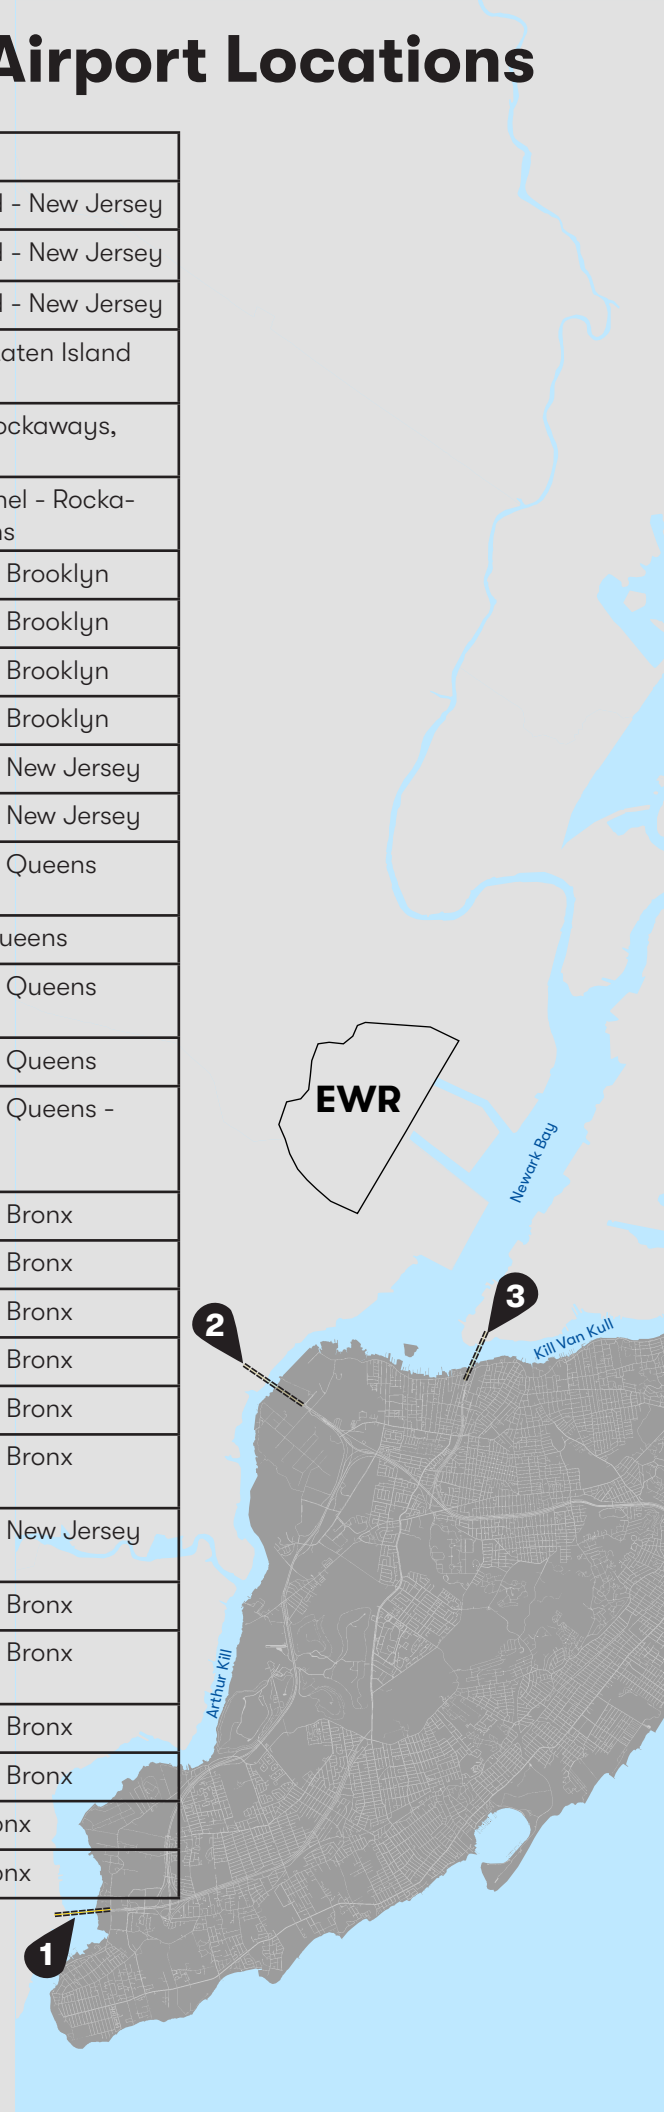 Airport Locations
- New Jersey
- New Jersey
- New Jersey
aten Island
ockaways,
nel - Rocka-
ns
Brooklyn
Brooklyn
Brooklyn
Brooklyn
New Jersey
New Jersey
Queens
ueens
Queens
Queens
Queens -
Bronx
Bronx
Bronx
Bronx
Bronx
Bronx
New Jersey
Bronx
Bronx
Bronx
Bronx
onx
onx
EWR
Newark Bay
3
2
Kill Van Kull
Arthur Kill
1